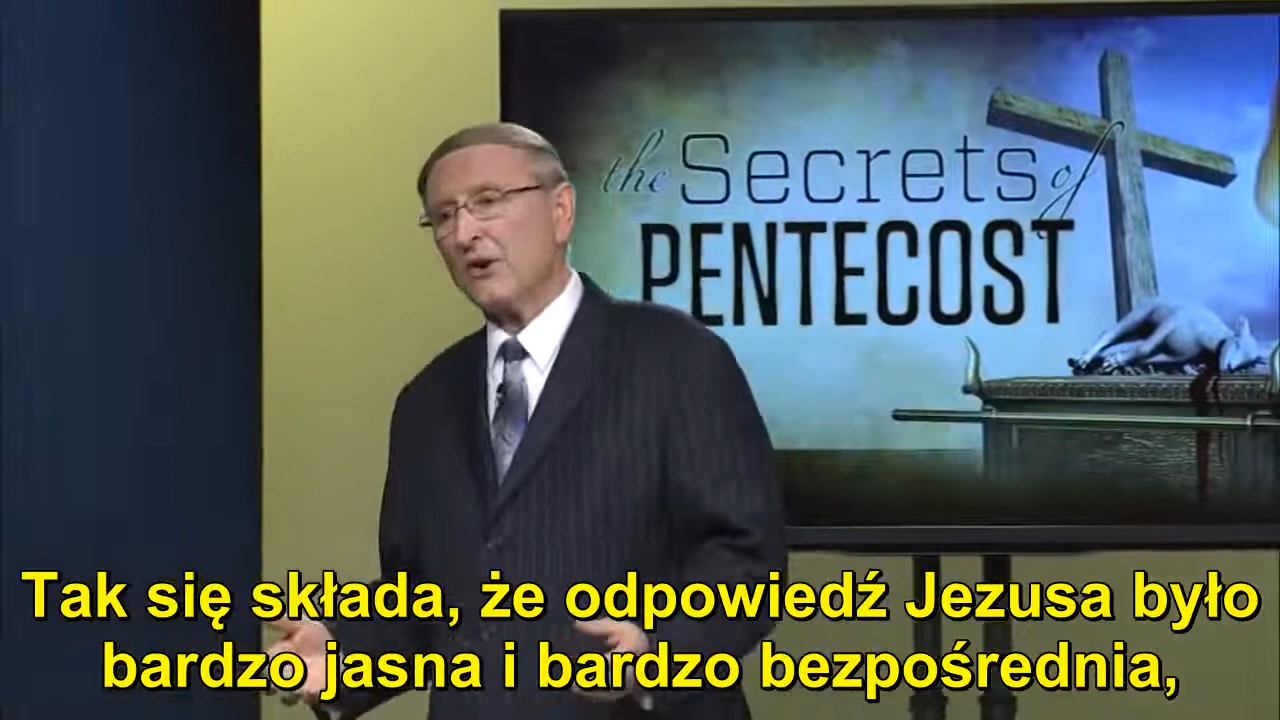 the Secrets of
PENTECOST
Tak się składa, że odpowiedź Jezusa było
bardzo jasna i bardzo bezpośrednia,